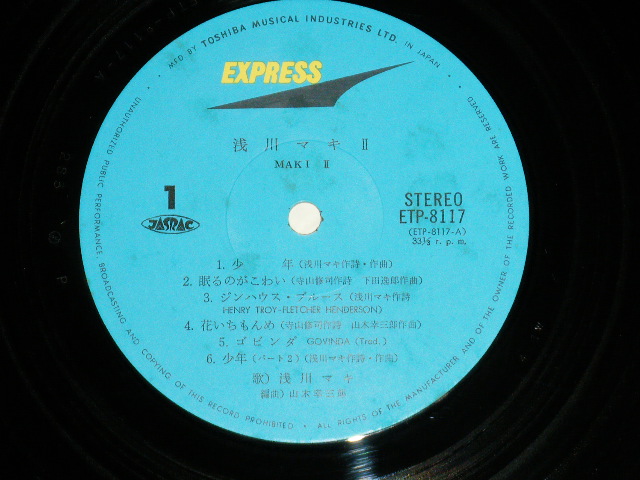 MFD BY TOSHIBA MUSICAL INDUSTRIES LTD. IN JAPAN
EXPRESS
浅川マキ Ⅱ
MAKI Ⅱ
1
JASRAC
STEREO
ETP-8117
(ETP-8117-A)
33⅓ r. p. m.
1. 少 年 (浅川マキ作詩・作曲)
2. 眠るのがこわい (寺山修司作詩 下田逸郎作曲)
3. ジンハウス・ブルース (浅川マキ作詩
HENRY TROY-FLETCHER HENDERSON)
4. 花いちもんめ (寺山修司作詩 山木幸三郎作曲)
5. ゴビンダ GOVINDA (Trad.)
6. 少年 (パート2) (浅川マキ作詩・作曲)
歌) 浅川マキ
編曲) 山木幸三郎
UNAUTHORIZED PUBLIC PERFORMANCE, BROADCASTING AND COPYING OF THIS RECORD PROHIBITED • ALL RIGHTS OF THE MANUFACTURER AND OF THE OWNER OF THE RECORDED WORK ARE RESERVED